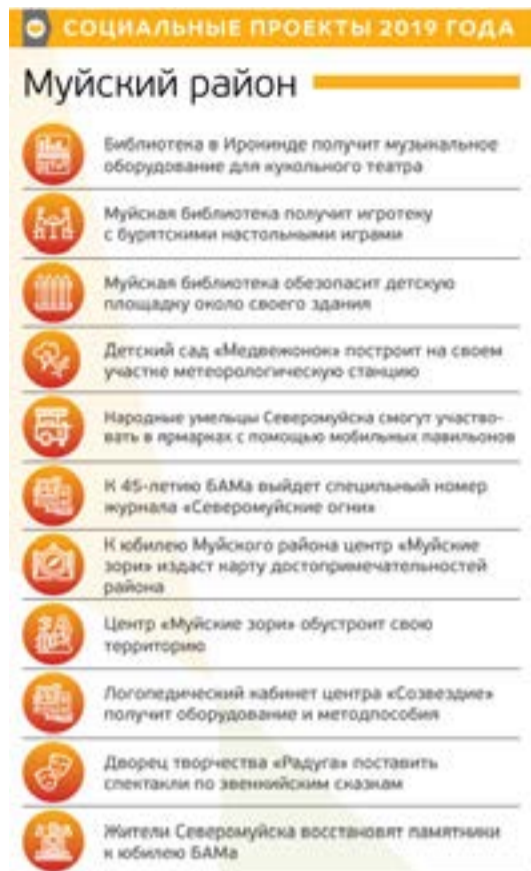 СОЦИАЛЬНЫЕ ПРОЕКТЫ 2019 ГОДА
Муйский район
Библиотека в Ирокинде получит музыкальное
оборудование для кукольного театра
Муйская библиотека получит игротеку
с бурятскими настольными играми
Муйская библиотека обезопасит детскую
площадку около своего здания
Детский сад «Медвежонок» построит на своем
участке метеорологическую станцию
Народные умельцы Северомуйска смогут участво-
вать в ярмарках с помощью мобильных павильонов
К 45-летию БАМа выйдет специльный номер
журнала «Северомуйские огни»
К юбилею Муйского района центр «Муйские
зори» издаст карту достопримечательностей
района
Центр «Муйские зори» обустроит свою
территорию
Логопедический кабинет центра «Созвездие»
получит оборудование и методпособия
Дворец творчества «Радуга» поставить
спектакли по эвенкийским сказкам
Жители Северомуйска восстановят памятники
к юбилею БАМа